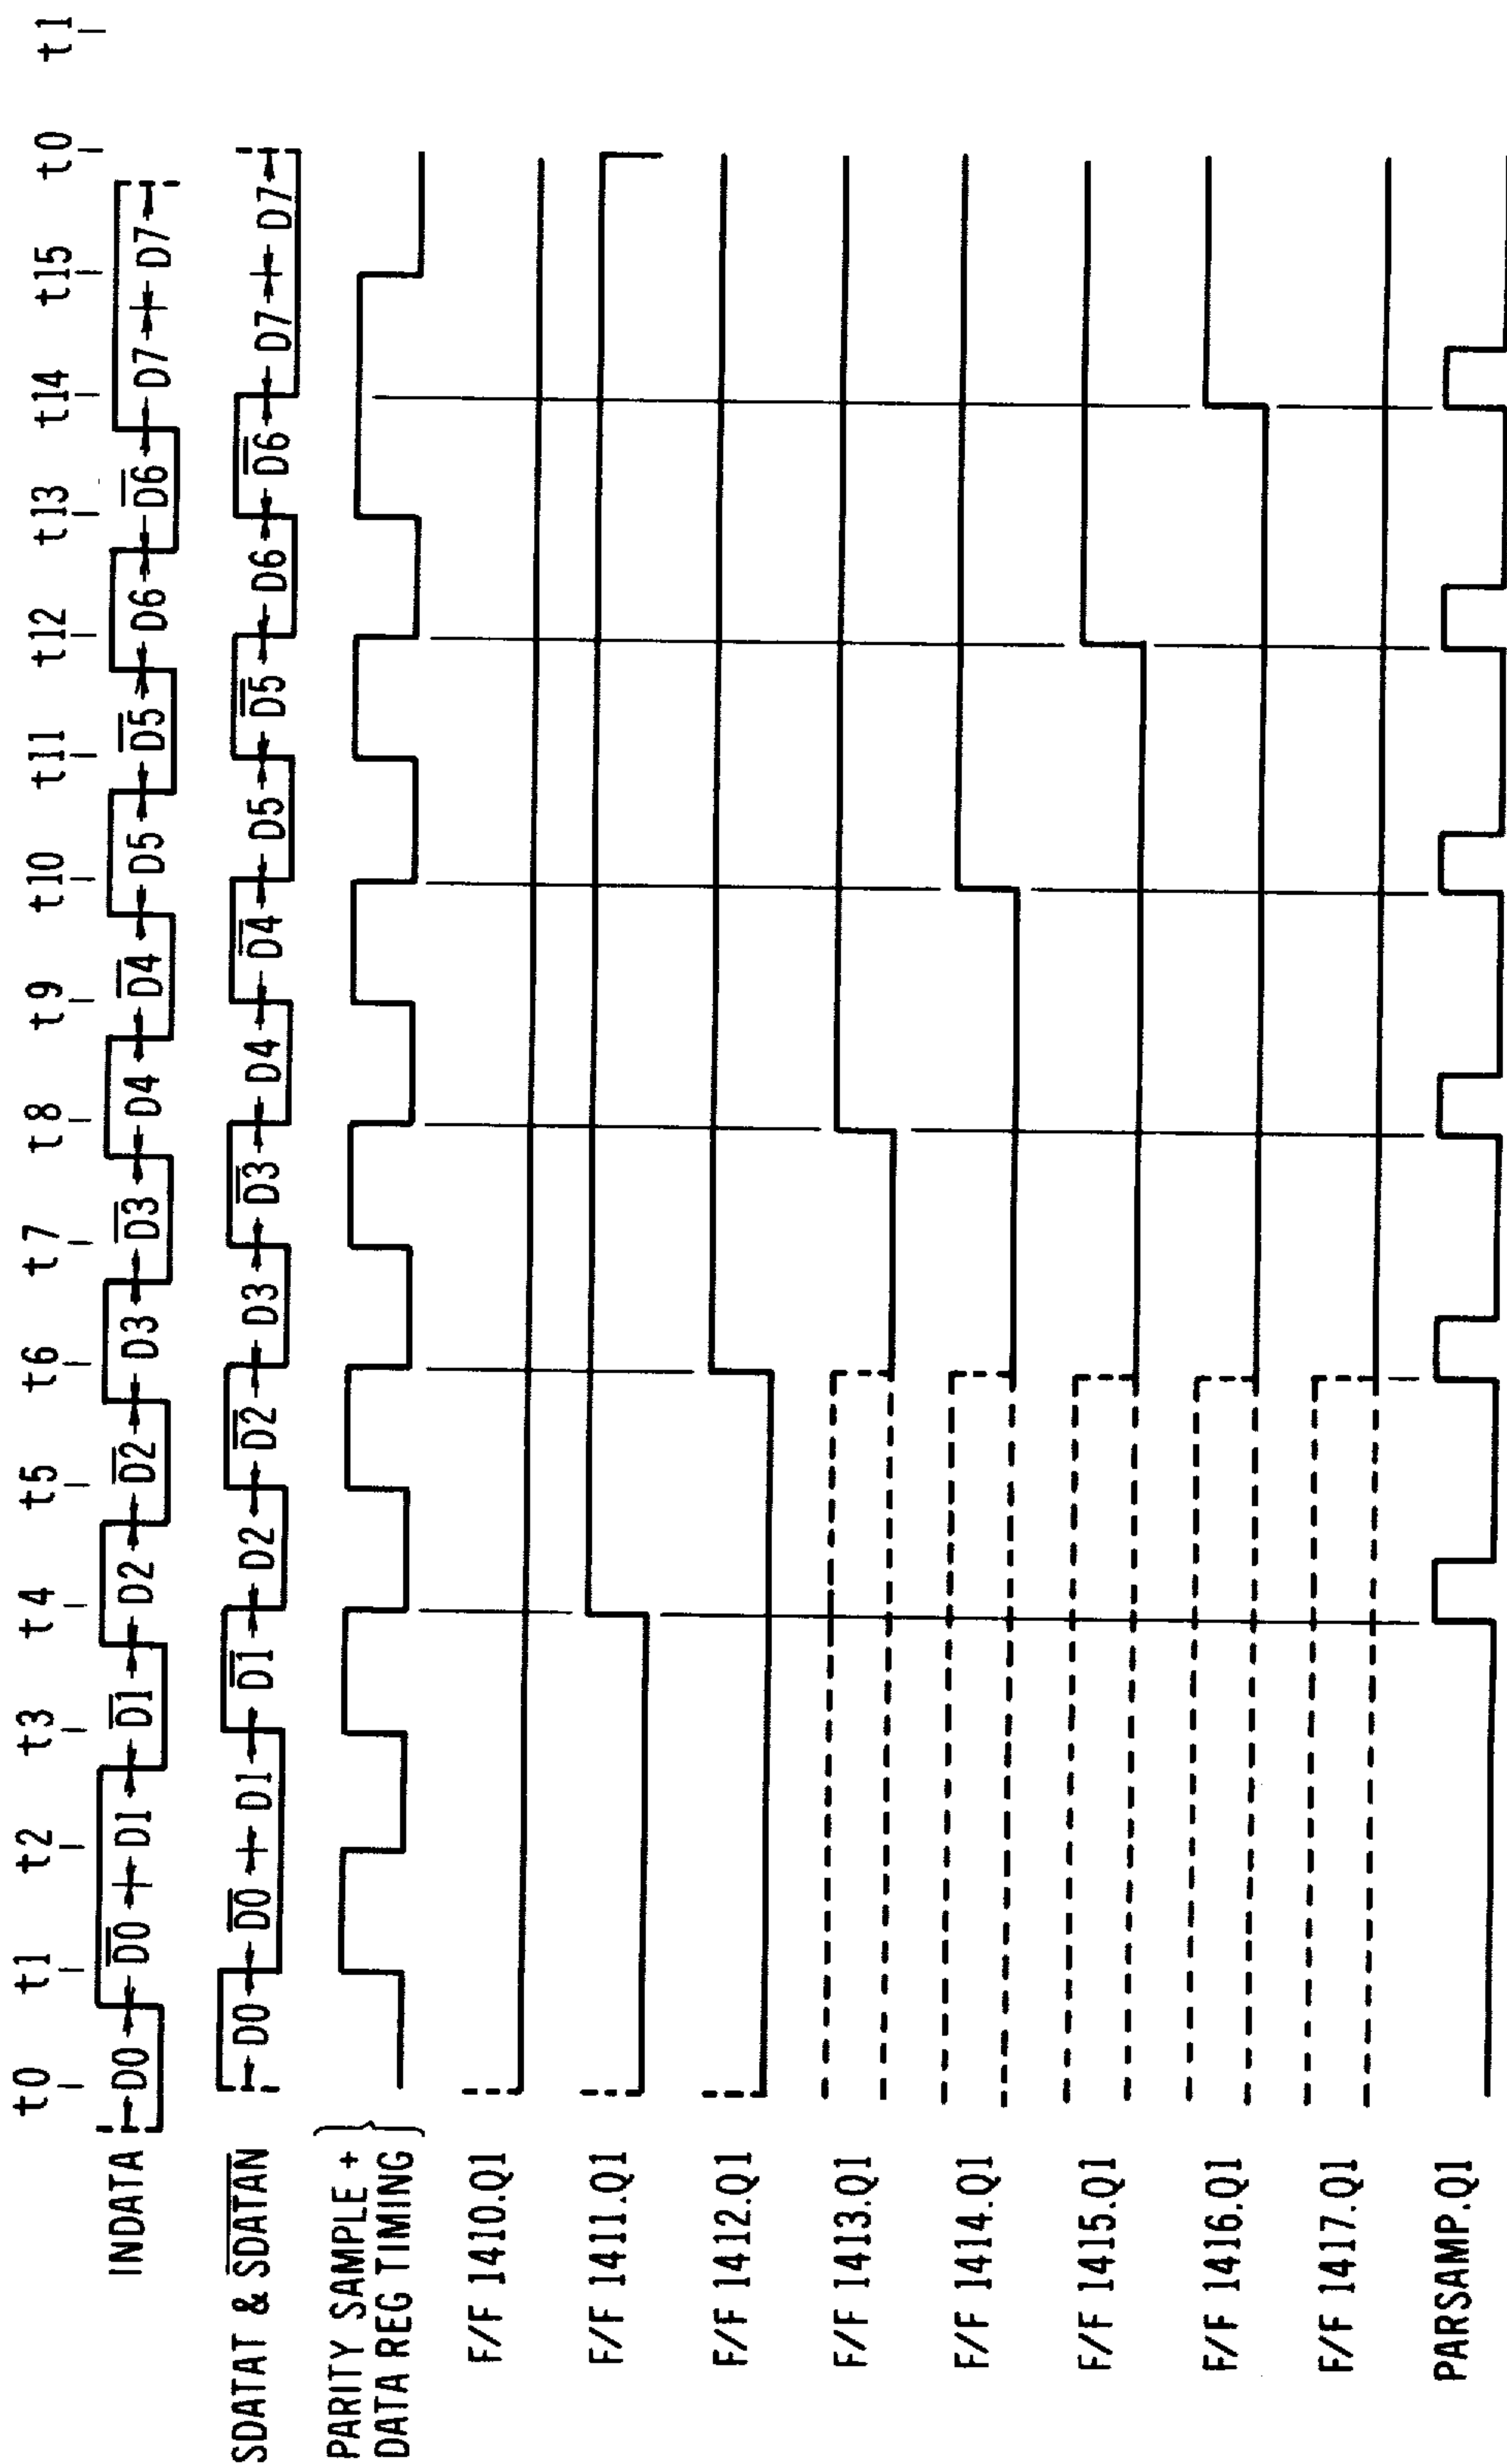 t0 t1 t2 t3 t4 t5 t6 t7 t8 t9 t10 t11 t12 t13 t14 t15 t0 t1
INDATA D0 D̅0̅ D1 D̅1̅ D2 D̅2̅ D3 D̅3̅ D4 D̅4̅ D5 D̅5̅ D6 D̅6̅ D7 D7
SDATAT & S̅D̅A̅T̅A̅N̅ D0 D̅0̅ D1 D̅1̅ D2 D̅2̅ D3 D̅3̅ D4 D̅4̅ D5 D̅5̅ D6 D̅6̅ D7 D7
PARITY SAMPLE +
DATA REG TIMING
F/F 1410.Q1
F/F 1411.Q1
F/F 1412.Q1
F/F 1413.Q1
F/F 1414.Q1
F/F 1415.Q1
F/F 1416.Q1
F/F 1417.Q1
PARSAMP.Q1